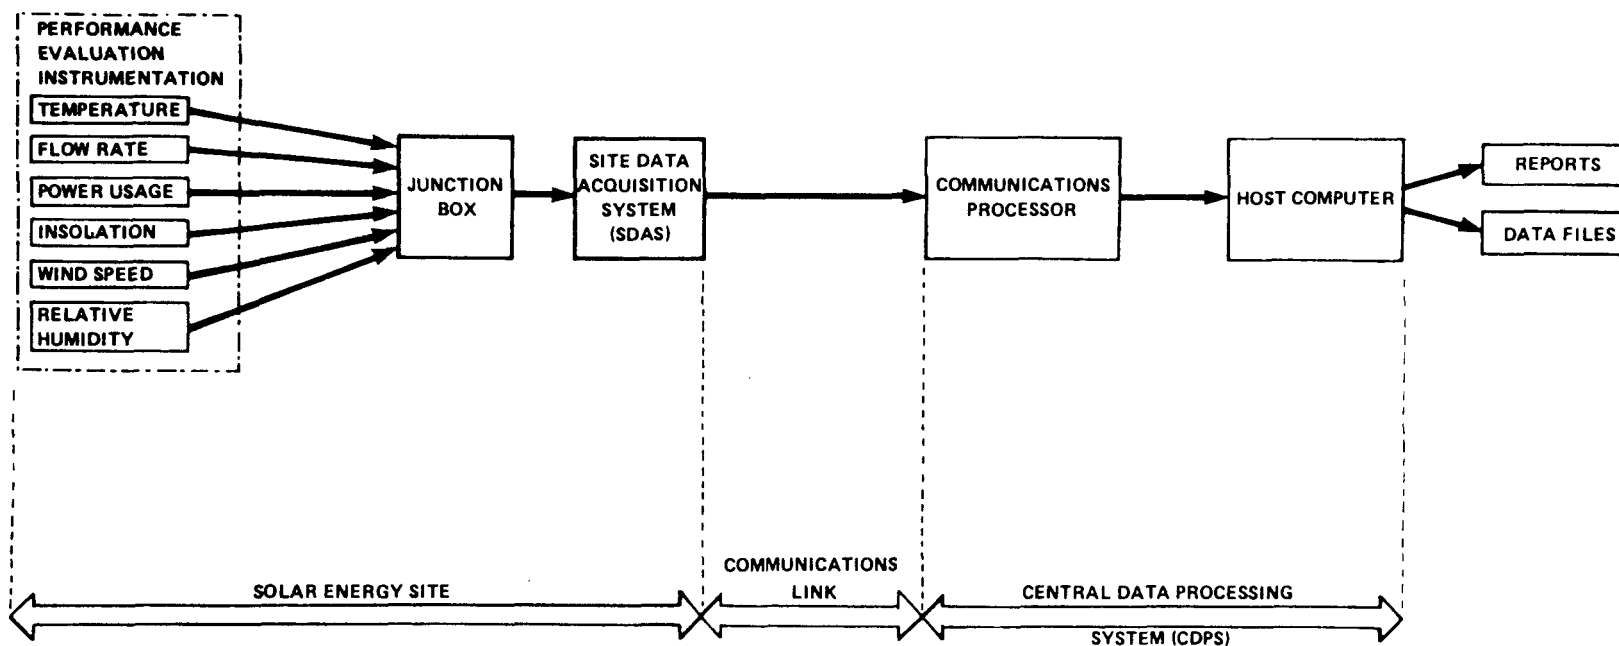 PERFORMANCE
EVALUATION
INSTRUMENTATION
TEMPERATURE
FLOW RATE
POWER USAGE
INSOLATION
WIND SPEED
RELATIVE
HUMIDITY
JUNCTION
BOX
SITE DATA
ACQUISITION
SYSTEM
(SDAS)
COMMUNICATIONS
PROCESSOR
HOST COMPUTER
REPORTS
DATA FILES
SOLAR ENERGY SITE
COMMUNICATIONS
LINK
CENTRAL DATA PROCESSING
SYSTEM (CDPS)